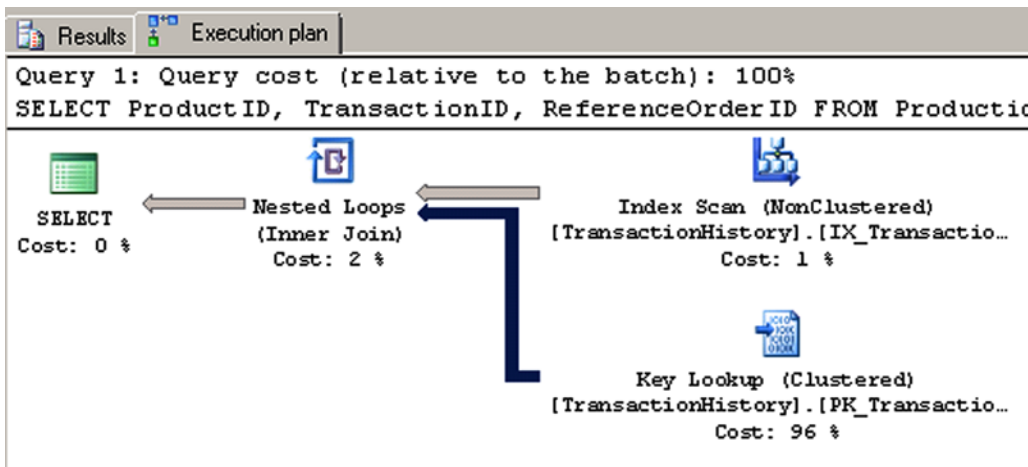 Results
Execution plan
Query 1: Query cost (relative to the batch): 100%
SELECT ProductID, TransactionID, ReferenceOrderID FROM Productio
SELECT
Cost: 0 %
Nested Loops
(Inner Join)
Cost: 2 %
Index Scan (NonClustered)
[TransactionHistory].[IX_Transactio…
Cost: 1 %
Key Lookup (Clustered)
[TransactionHistory].[PK_Transactio…
Cost: 96 %